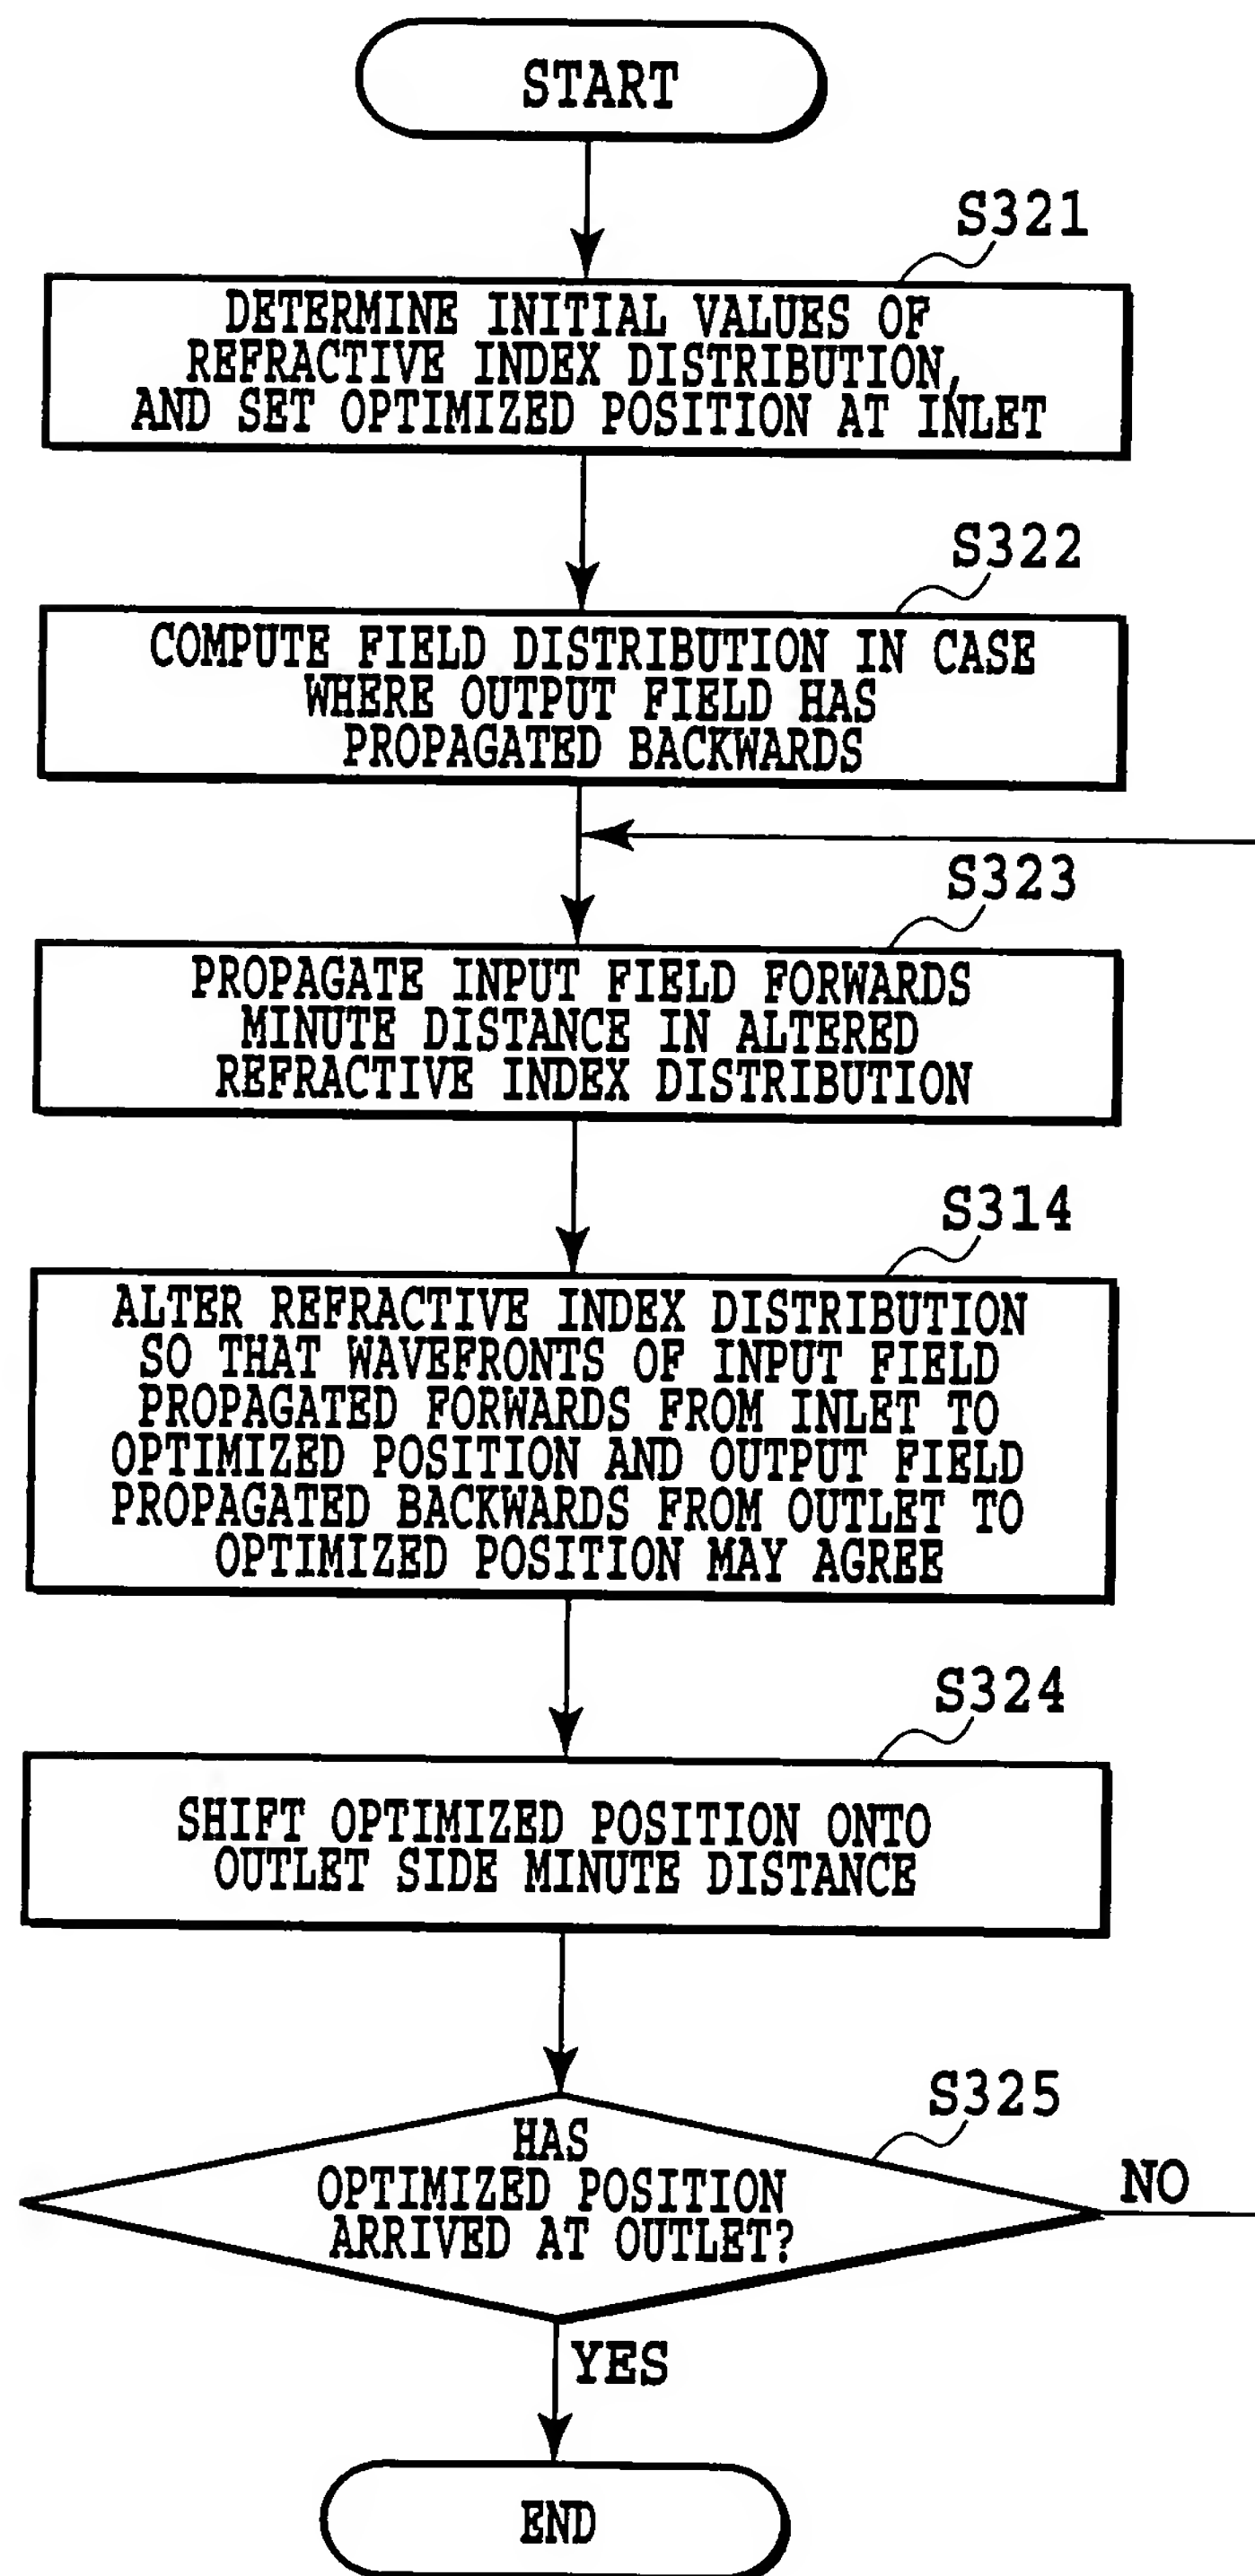 START
S321
DETERMINE INITIAL VALUES OF
REFRACTIVE INDEX DISTRIBUTION,
AND SET OPTIMIZED POSITION AT INLET
S322
COMPUTE FIELD DISTRIBUTION IN CASE
WHERE OUTPUT FIELD HAS
PROPAGATED BACKWARDS
S323
PROPAGATE INPUT FIELD FORWARDS
MINUTE DISTANCE IN ALTERED
REFRACTIVE INDEX DISTRIBUTION
S314
ALTER REFRACTIVE INDEX DISTRIBUTION
SO THAT WAVEFRONTS OF INPUT FIELD
PROPAGATED FORWARDS FROM INLET TO
OPTIMIZED POSITION AND OUTPUT FIELD
PROPAGATED BACKWARDS FROM OUTLET TO
OPTIMIZED POSITION MAY AGREE
S324
SHIFT OPTIMIZED POSITION ONTO
OUTLET SIDE MINUTE DISTANCE
S325
HAS
OPTIMIZED POSITION
ARRIVED AT OUTLET?
NO
YES
END